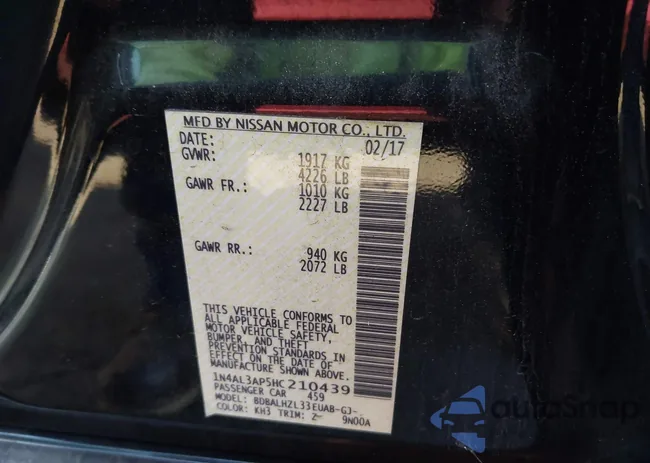 MFD BY NISSAN MOTOR CO., LTD.
DATE: 02/17
GVWR: 1917 KG
4226 LB
GAWR FR.: 1010 KG
2227 LB
GAWR RR.: 940 KG
2072 LB
THIS VEHICLE CONFORMS TO
ALL APPLICABLE FEDERAL
MOTOR VEHICLE SAFETY,
BUMPER, AND THEFT
PREVENTION STANDARDS IN
EFFECT ON THE DATE OF
MANUFACTURE SHOWN ABOVE.
1N4AL3AP5HC210439
PASSENGER CAR 459
MODEL: BDBALHZL33EUAB-GJ-
COLOR: KH3 TRIM: 2- 9N00A
AutoSnap